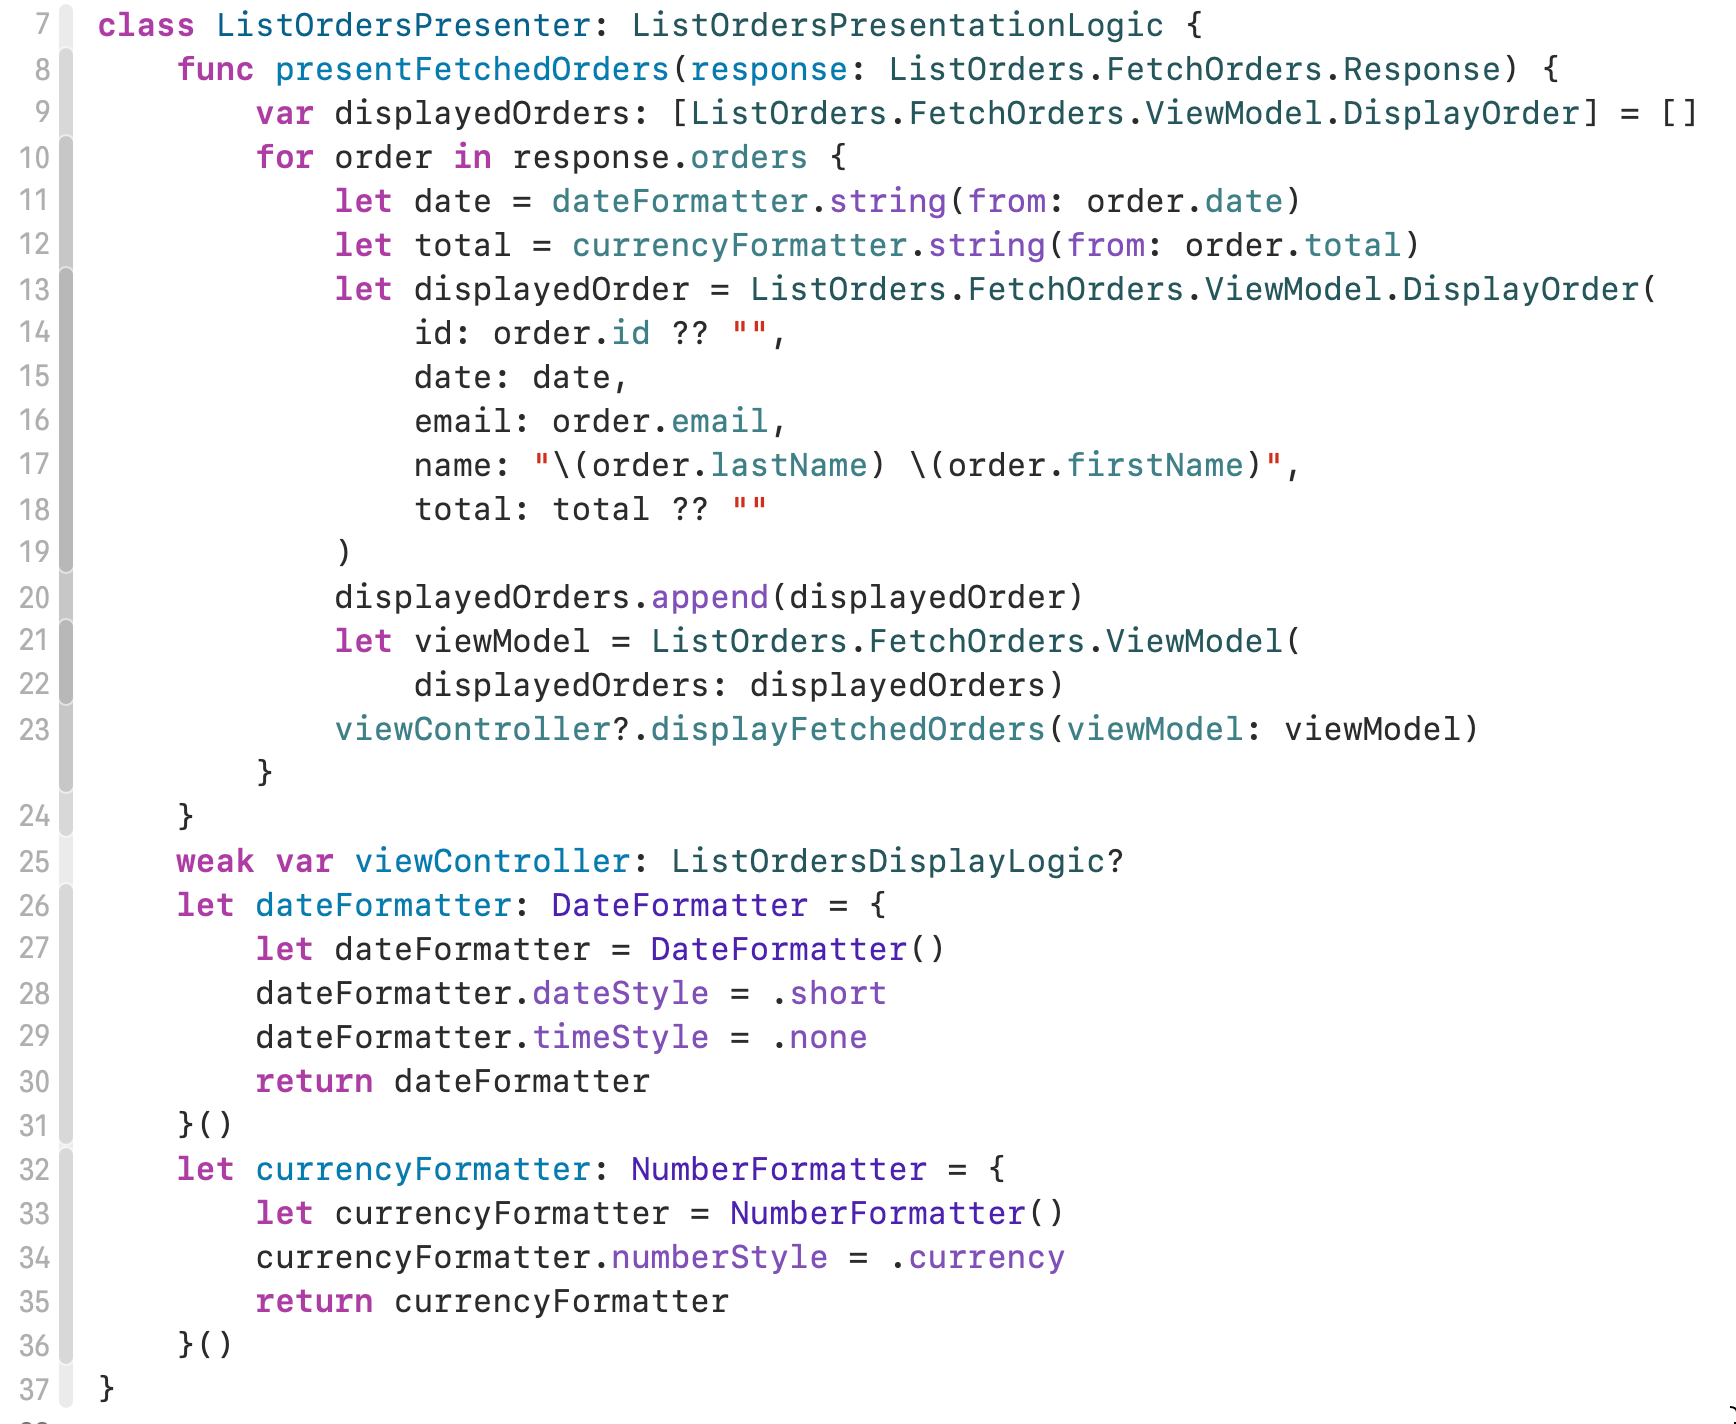 7 class ListOrdersPresenter: ListOrdersPresentationLogic {
8 func presentFetchedOrders(response: ListOrders.FetchOrders.Response) {
9 var displayedOrders: [ListOrders.FetchOrders.ViewModel.DisplayOrder] = []
10 for order in response.orders {
11 let date = dateFormatter.string(from: order.date)
12 let total = currencyFormatter.string(from: order.total)
13 let displayedOrder = ListOrders.FetchOrders.ViewModel.DisplayOrder(
14 id: order.id ?? "",
15 date: date,
16 email: order.email,
17 name: "\(order.lastName) \(order.firstName)",
18 total: total ?? ""
19 )
20 displayedOrders.append(displayedOrder)
21 let viewModel = ListOrders.FetchOrders.ViewModel(
22 displayedOrders: displayedOrders)
23 viewController?.displayFetchedOrders(viewModel: viewModel)
}
24 }
25 weak var viewController: ListOrdersDisplayLogic?
26 let dateFormatter: DateFormatter = {
27 let dateFormatter = DateFormatter()
28 dateFormatter.dateStyle = .short
29 dateFormatter.timeStyle = .none
30 return dateFormatter
31 }()
32 let currencyFormatter: NumberFormatter = {
33 let currencyFormatter = NumberFormatter()
34 currencyFormatter.numberStyle = .currency
35 return currencyFormatter
36 }()
37 }